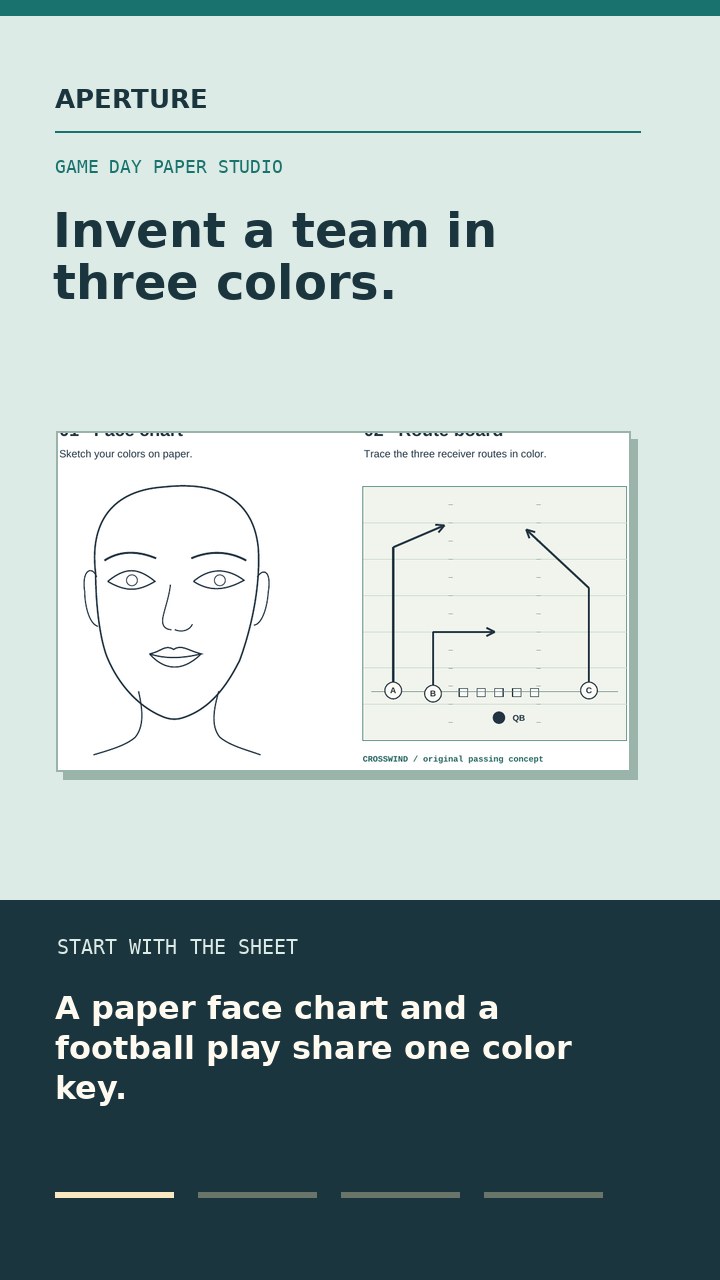 APERTURE
GAME DAY PAPER STUDIO
Invent a team in
three colors.
Sketch your colors on paper.
Trace the three receiver routes in color.
A
B
C
QB
CROSSWIND / original passing concept
START WITH THE SHEET
A paper face chart and a
football play share one color
key.